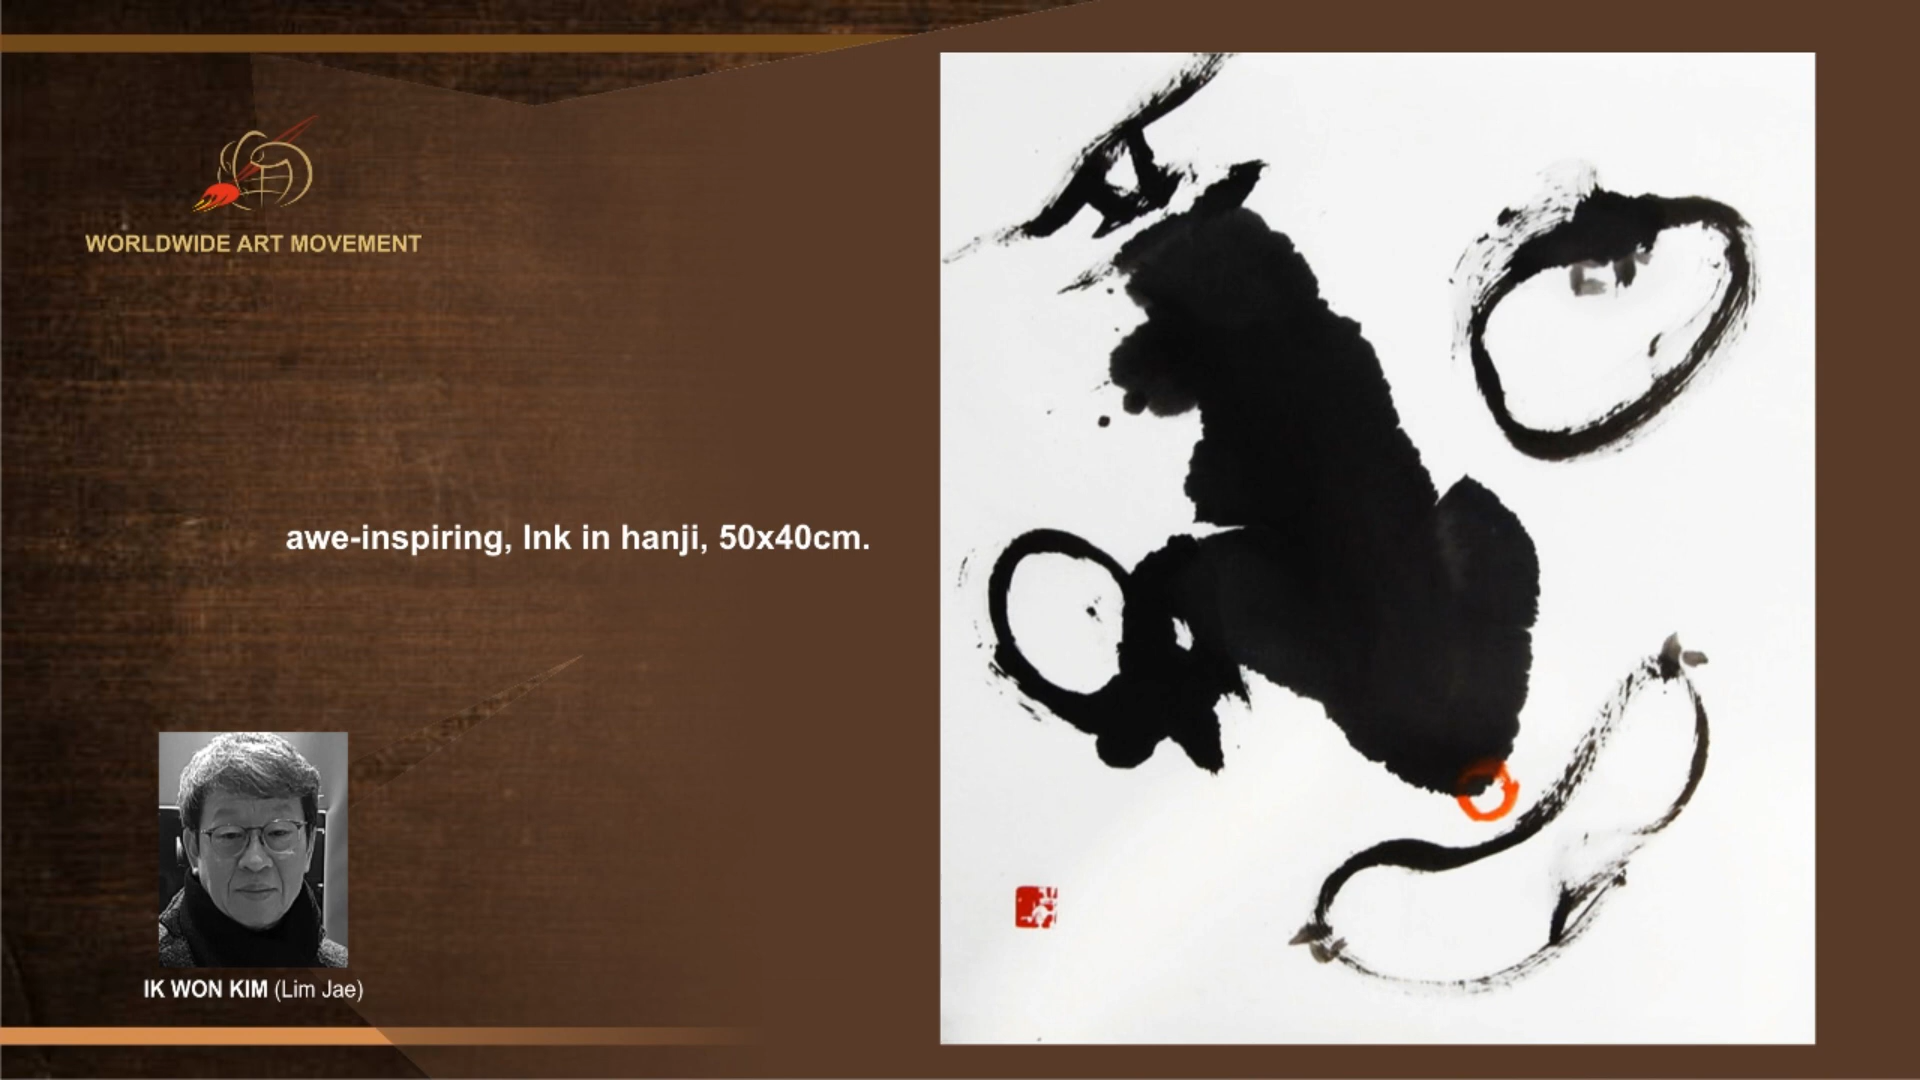 WORLDWIDE ART MOVEMENT
awe-inspiring, Ink in hanji, 50x40cm.
IK WON KIM (Lim Jae)